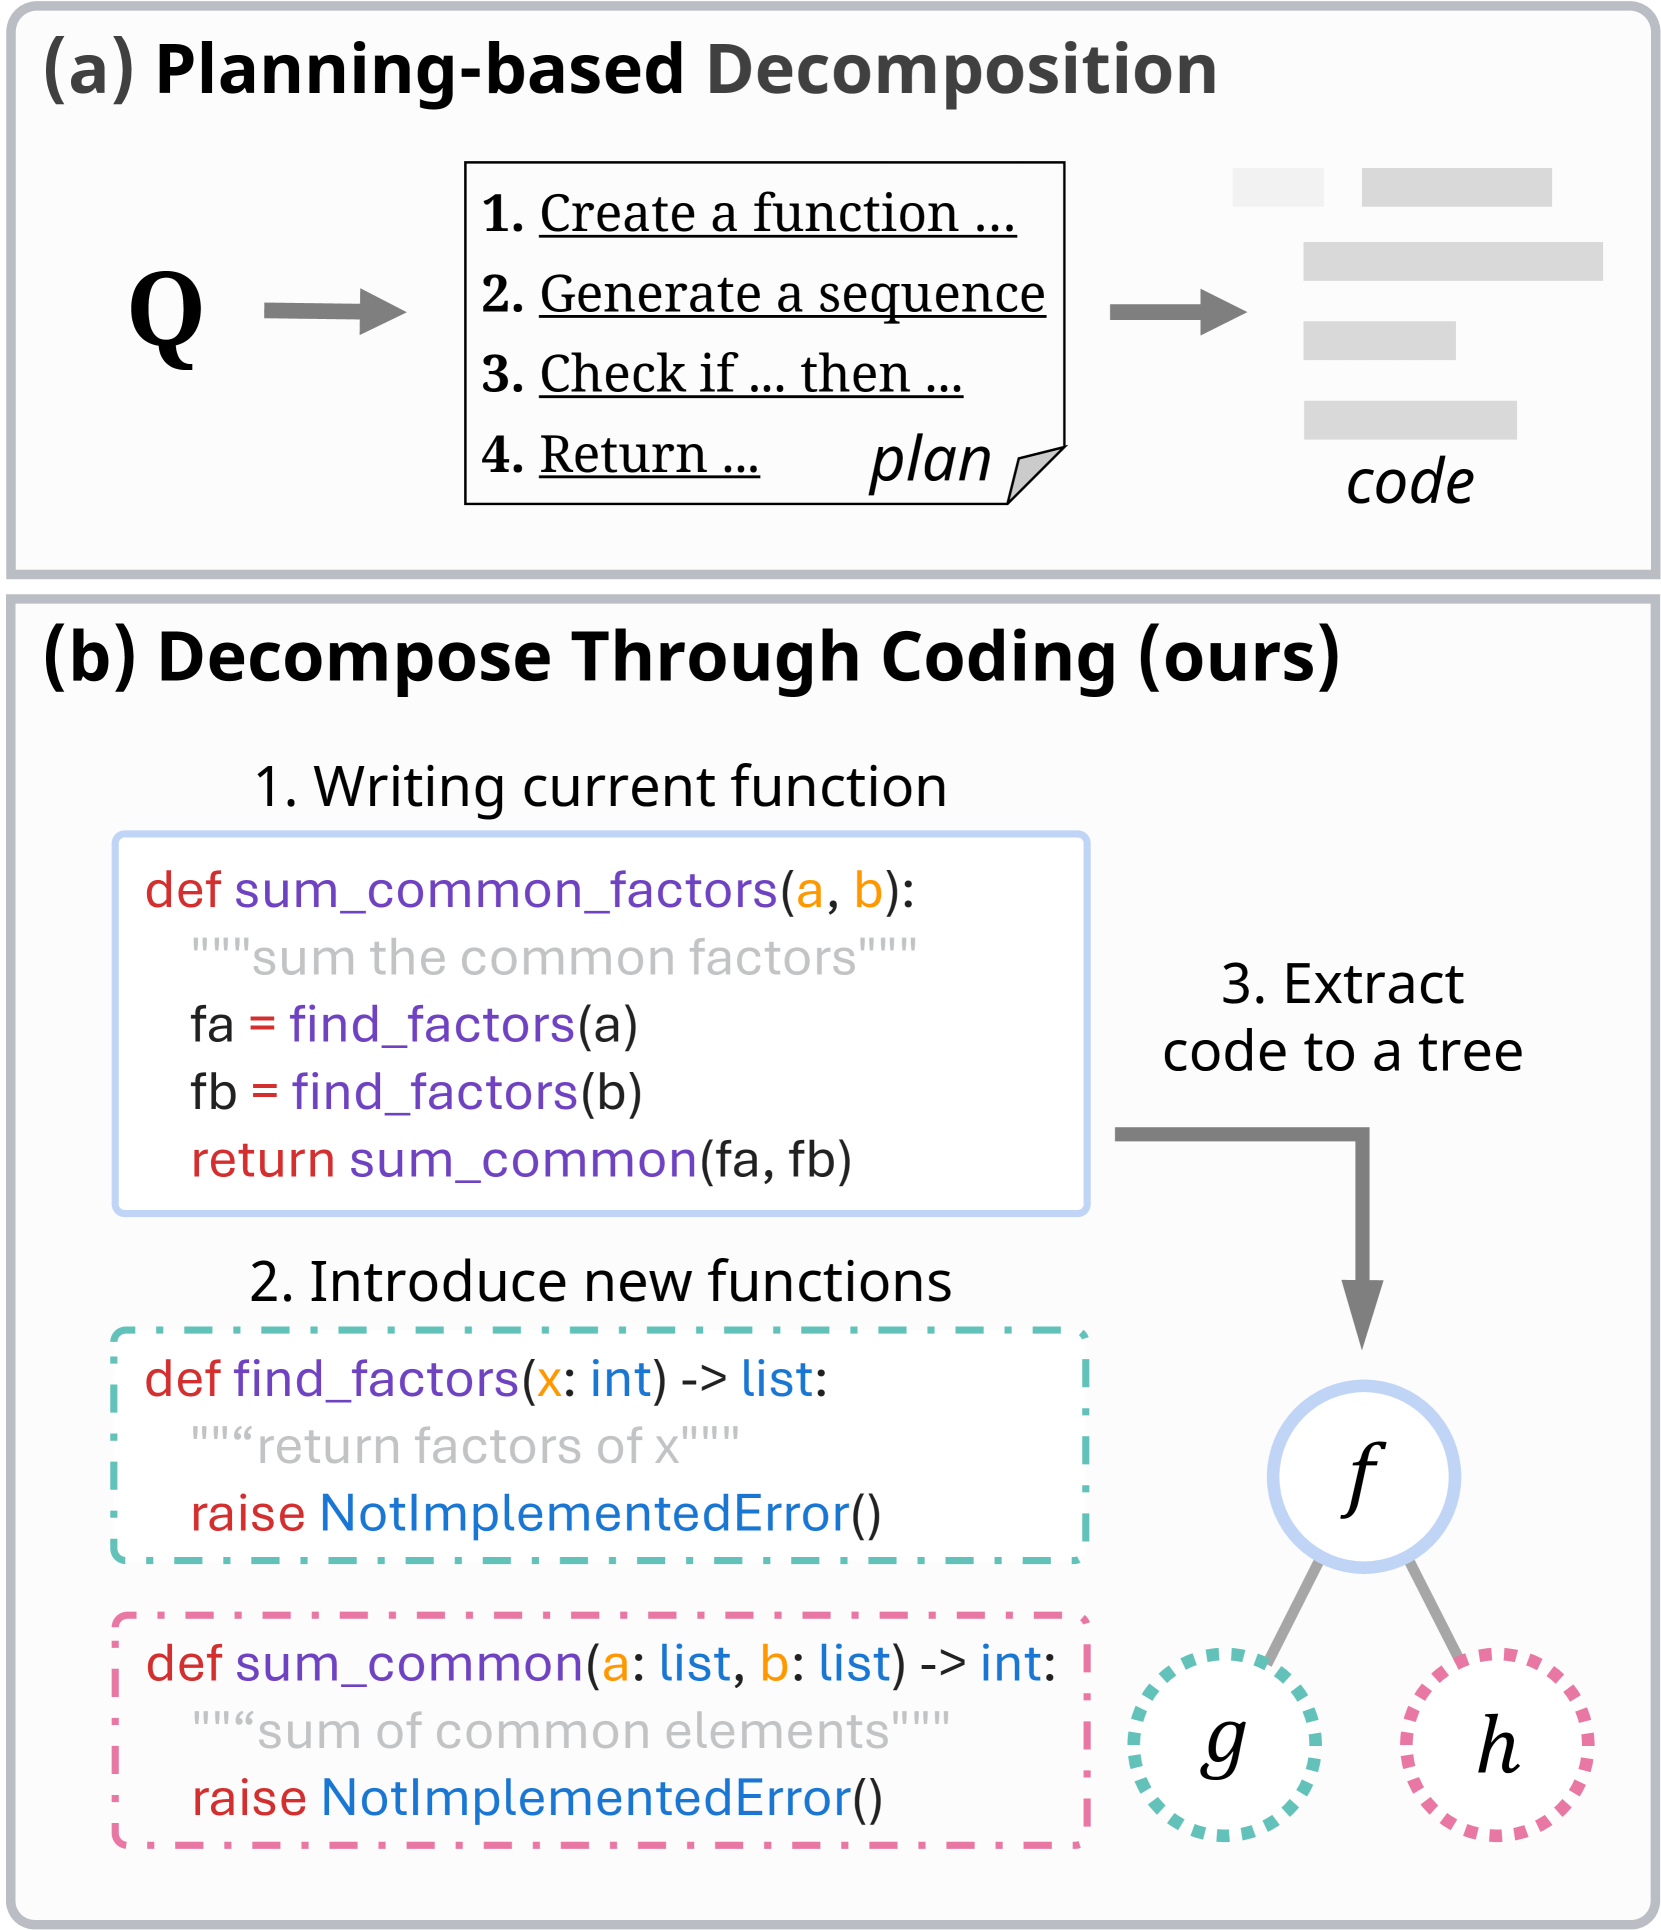 (a) Planning-based Decomposition
Q
1. Create a function ...
2. Generate a sequence
3. Check if ... then ...
4. Return ...
plan
code
(b) Decompose Through Coding (ours)
1. Writing current function
def sum_common_factors(a, b):
"""sum the common factors"""
fa = find_factors(a)
fb = find_factors(b)
return sum_common(fa, fb)
2. Introduce new functions
def find_factors(x: int) -> list:
""“return factors of x"""
raise NotImplementedError()
def sum_common(a: list, b: list) -> int:
""“sum of common elements"""
raise NotImplementedError()
3. Extract
code to a tree
f
g
h